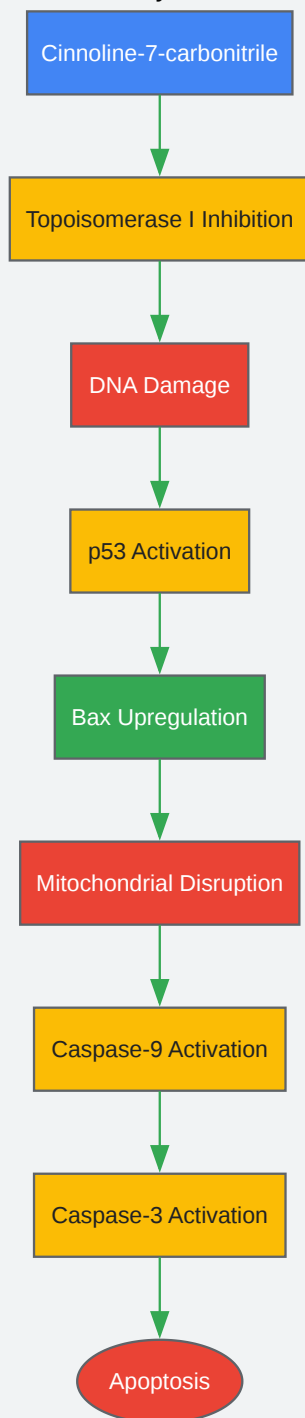 Cinnoline-7-carbonitrile
Topoisomerase I Inhibition
DNA Damage
p53 Activation
Bax Upregulation
Mitochondrial Disruption
Caspase-9 Activation
Caspase-3 Activation
Apoptosis